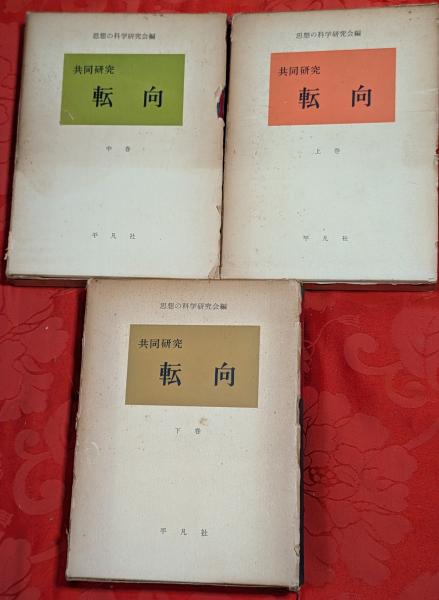 思想の科学研究会編
共同研究
転向
中巻
平凡社
思想の科学研究会編
共同研究
転向
上巻
平凡社
思想の科学研究会編
共同研究
転向
下巻
平凡社